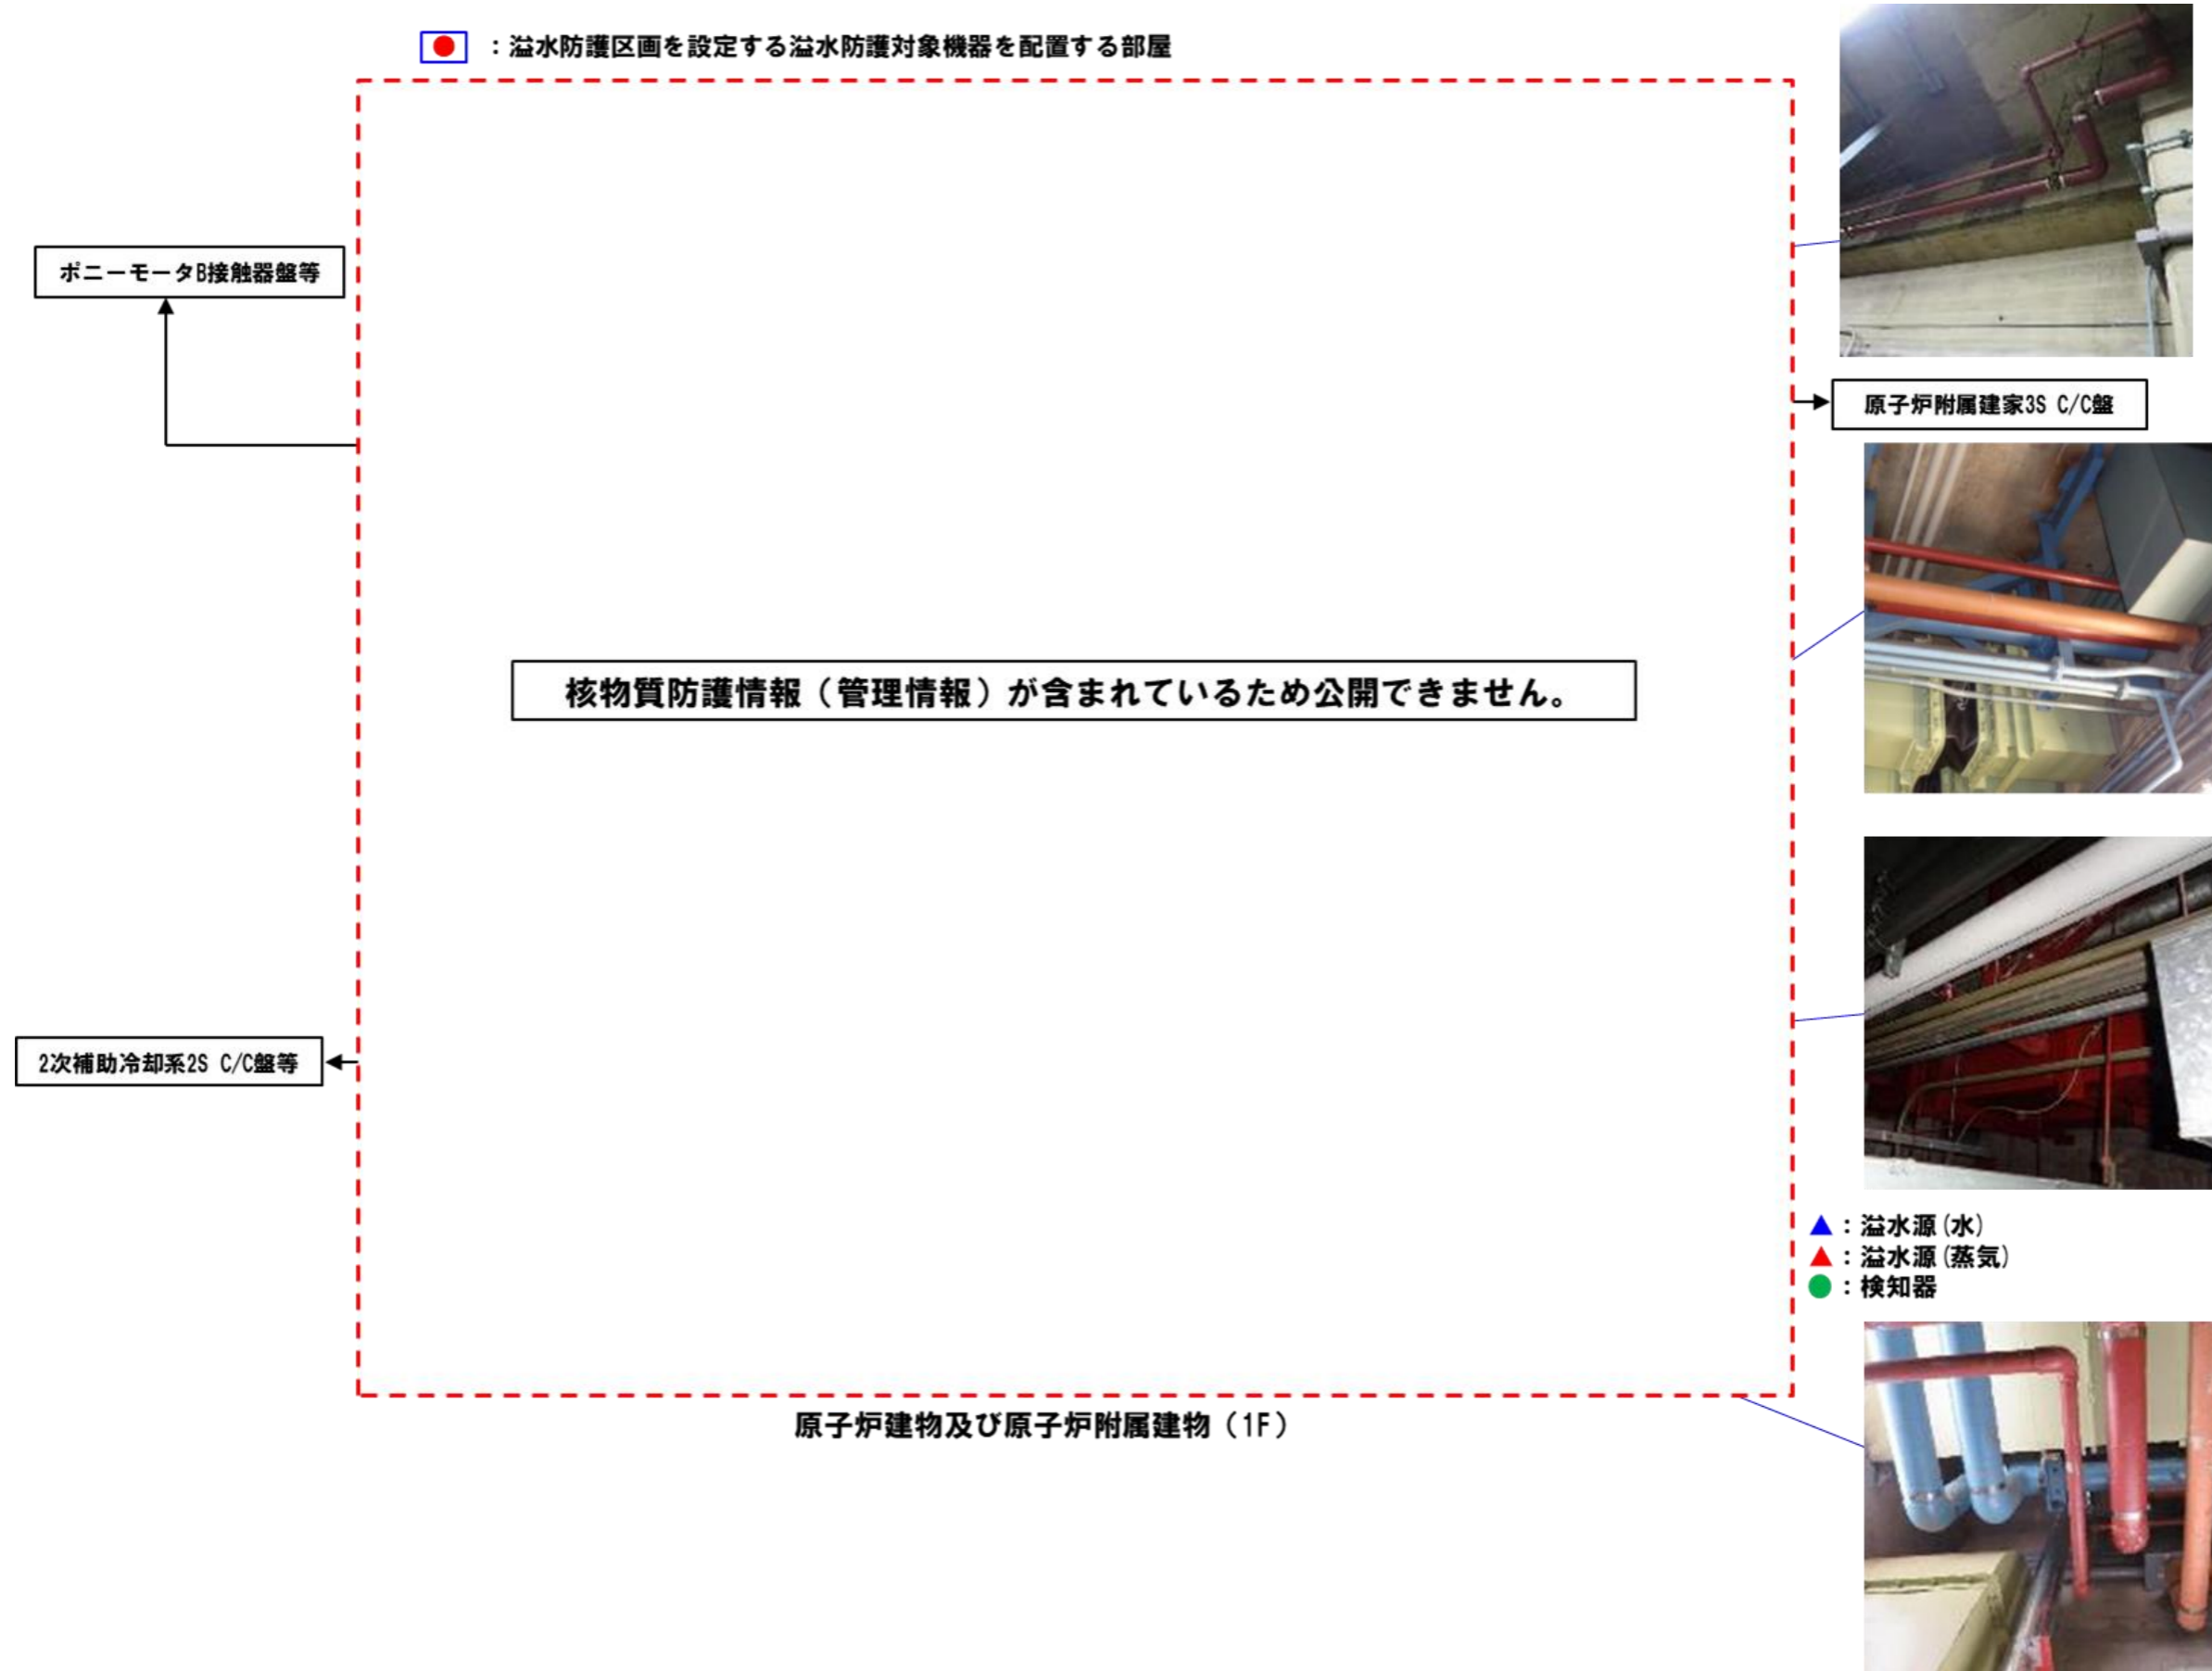 ：溢水防護区画を設定する溢水防護対象機器を配置する部屋
ポニーモータB接触器盤等
原子炉附属建家3S C/C盤
核物質防護情報（管理情報）が含まれているため公開できません。
2次補助冷却系2S C/C盤等
▲：溢水源(水)
▲：溢水源(蒸気)
●：検知器
原子炉建物及び原子炉附属建物（1F）